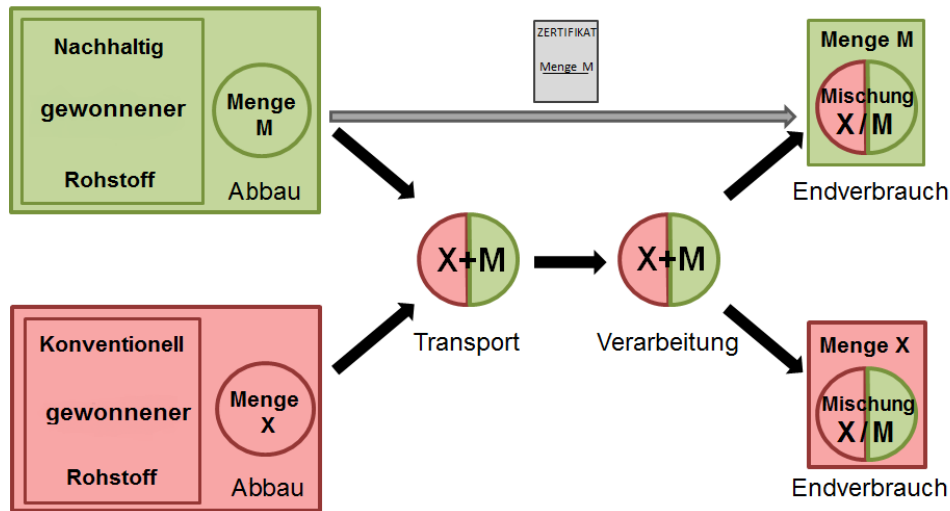 Nachhaltig
gewonnener
Rohstoff
Menge
M
Abbau
ZERTIFIKAT
Menge M
Menge M
Mischung
X / M
Endverbrauch
X+M
Transport
X+M
Verarbeitung
Konventionell
gewonnener
Rohstoff
Menge
X
Abbau
Menge X
Mischung
X / M
Endverbrauch